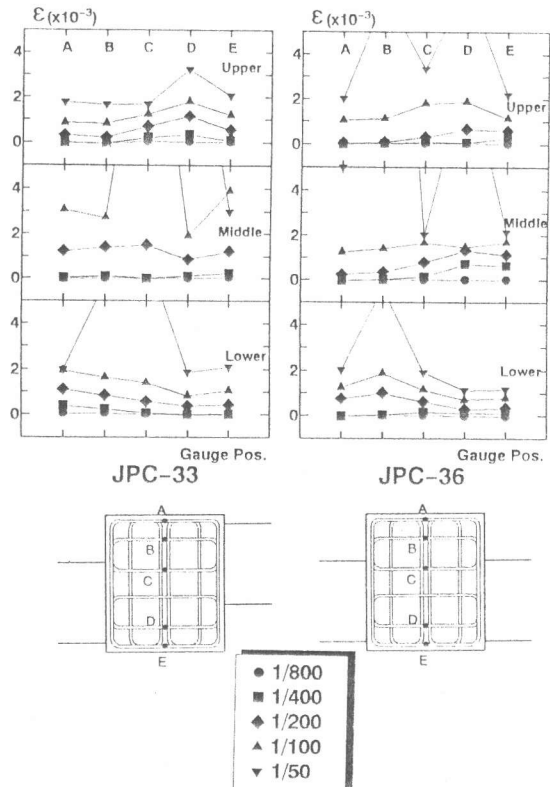 ε (x10⁻³) ε (x10⁻³)
A B C D E A B C D E
4
2
0
Upper
4
2
0
Upper
4
2
0
Middle
4
2
0
Middle
4
2
0
Lower
4
2
0
Lower
Gauge Pos. Gauge Pos.
JPC-33 JPC-36
A
B
C
D
E
A
B
C
D
E
● 1/800
■ 1/400
◆ 1/200
▲ 1/100
▼ 1/50